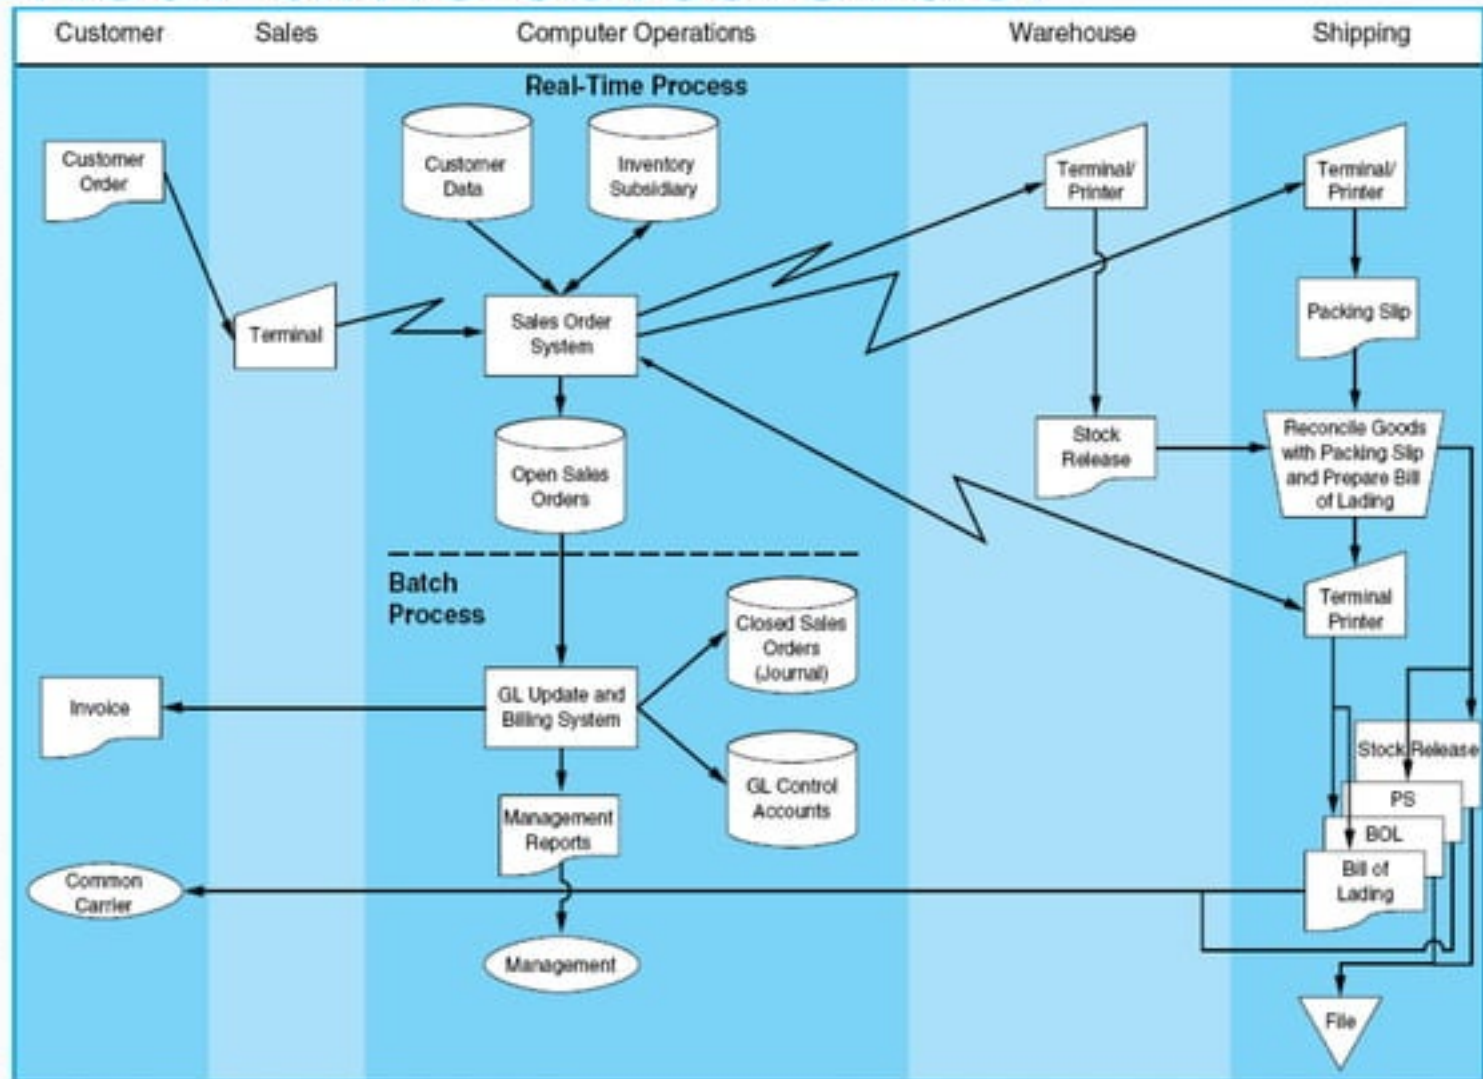 Customer
Sales
Computer Operations
Warehouse
Shipping
Real-Time Process
Customer
Order
Customer
Data
Inventory
Subsidiary
Terminal/
Printer
Terminal/
Printer
Terminal
Sales Order
System
Packing Slip
Open Sales
Orders
Stock
Release
Reconcile Goods
with Packing Slip
and Prepare Bill
of Lading
Batch
Process
Closed Sales
Orders
(Journal)
Terminal
Printer
Invoice
GL Update and
Billing System
GL Control
Accounts
Stock Release
PS
BOL
Bill of
Lading
Management
Reports
Common
Carrier
Management
File